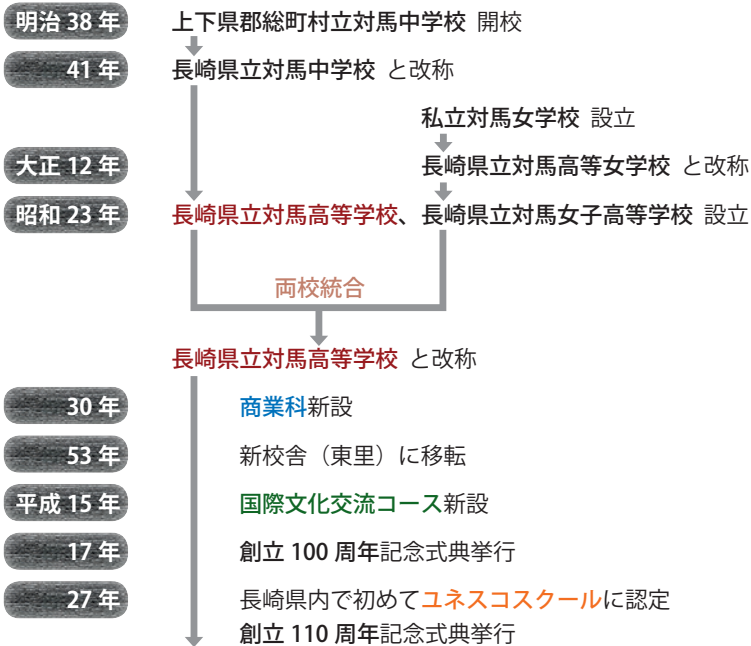 明治 38 年 上下県郡総町村立対馬中学校 開校
41 年 長崎県立対馬中学校 と改称
私立対馬女学校 設立
大正 12 年 長崎県立対馬高等女学校 と改称
昭和 23 年 長崎県立対馬高等学校、長崎県立対馬女子高等学校 設立
両校統合
長崎県立対馬高等学校 と改称
30 年 商業科新設
53 年 新校舎（東里）に移転
平成 15 年 国際文化交流コース新設
17 年 創立 100 周年記念式典挙行
27 年 長崎県内で初めてユネスコスクールに認定
創立 110 周年記念式典挙行